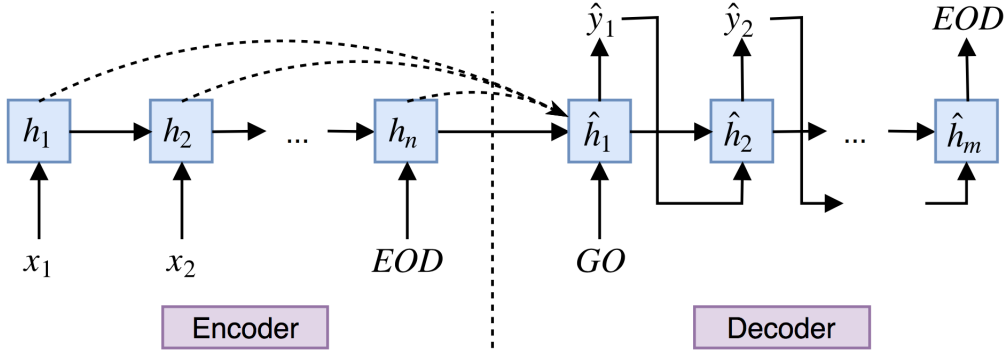 ŷ₁ ŷ₂ EOD
h₁ h₂ ... hₙ ĥ₁ ĥ₂ ... ĥₘ
x₁ x₂ EOD GO
Encoder Decoder